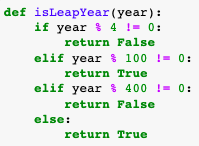 def isLeapYear(year):
    if year % 4 != 0:
        return False
    elif year % 100 != 0:
        return True
    elif year % 400 != 0:
        return False
    else:
        return True